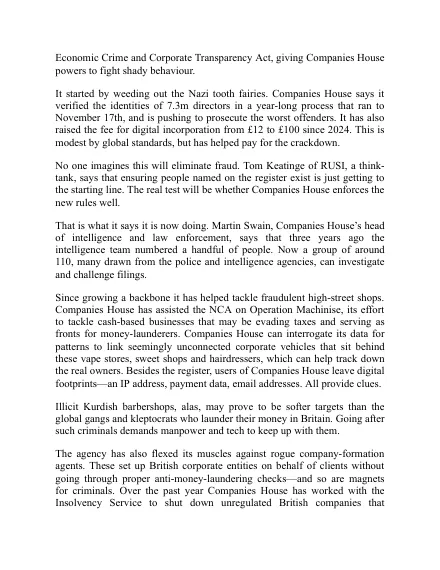 Economic Crime and Corporate Transparency Act, giving Companies House
powers to fight shady behaviour.
It started by weeding out the Nazi tooth fairies. Companies House says it
verified the identities of 7.3m directors in a year-long process that ran to
November 17th, and is pushing to prosecute the worst offenders. It has also
raised the fee for digital incorporation from £12 to £100 since 2024. This is
modest by global standards, but has helped pay for the crackdown.
No one imagines this will eliminate fraud. Tom Keatinge of RUSI, a think-
tank, says that ensuring people named on the register exist is just getting to
the starting line. The real test will be whether Companies House enforces the
new rules well.
That is what it says it is now doing. Martin Swain, Companies House’s head
of intelligence and law enforcement, says that three years ago the
intelligence team numbered a handful of people. Now a group of around
110, many drawn from the police and intelligence agencies, can investigate
and challenge filings.
Since growing a backbone it has helped tackle fraudulent high-street shops.
Companies House has assisted the NCA on Operation Machinise, its effort
to tackle cash-based businesses that may be evading taxes and serving as
fronts for money-launderers. Companies House can interrogate its data for
patterns to link seemingly unconnected corporate vehicles that sit behind
these vape stores, sweet shops and hairdressers, which can help track down
the real owners. Besides the register, users of Companies House leave digital
footprints—an IP address, payment data, email addresses. All provide clues.
Illicit Kurdish barbershops, alas, may prove to be softer targets than the
global gangs and kleptocrats who launder their money in Britain. Going after
such criminals demands manpower and tech to keep up with them.
The agency has also flexed its muscles against rogue company-formation
agents. These set up British corporate entities on behalf of clients without
going through proper anti-money-laundering checks—and so are magnets
for criminals. Over the past year Companies House has worked with the
Insolvency Service to shut down unregulated British companies that